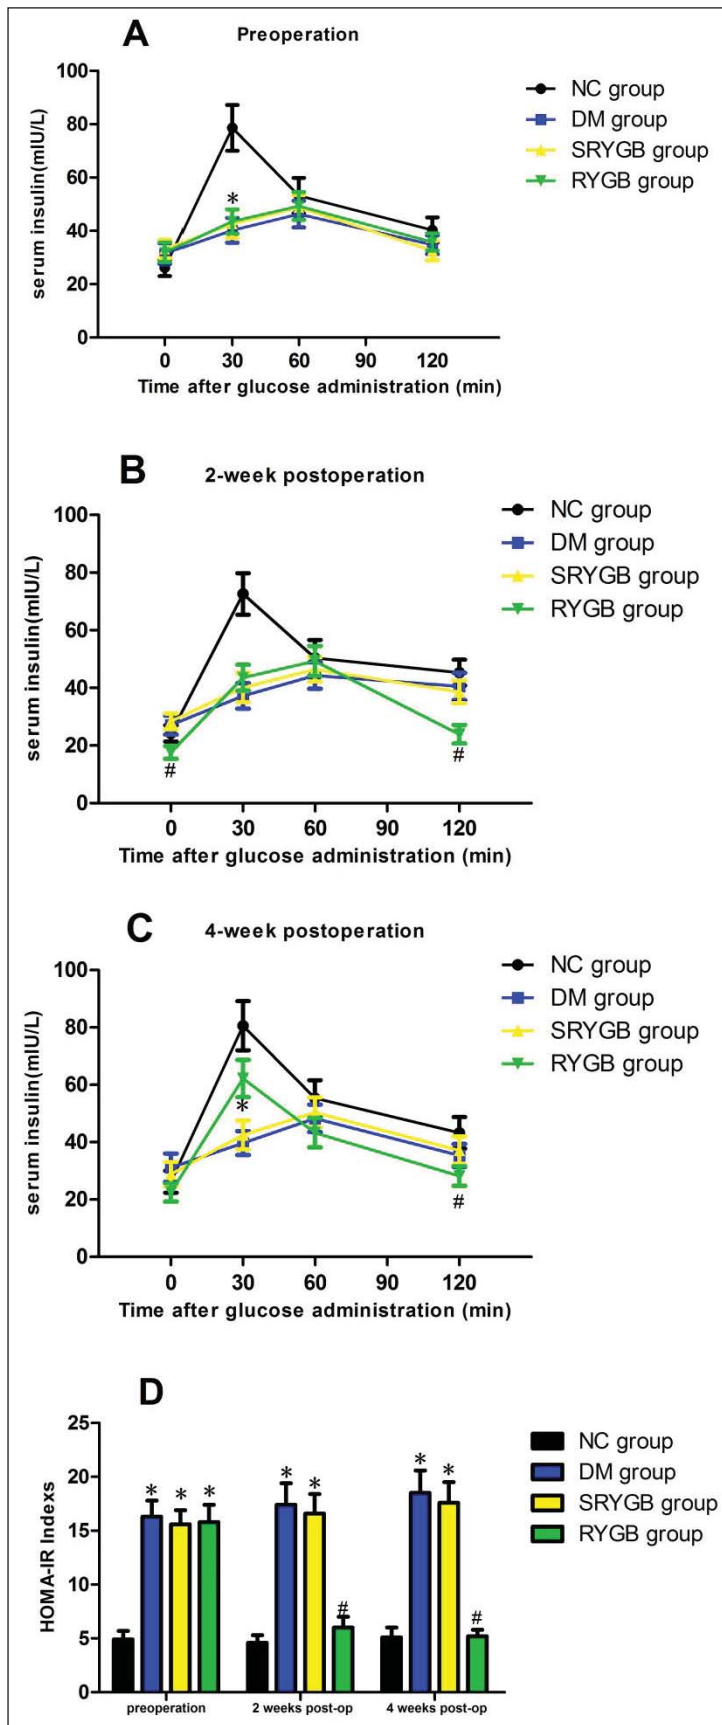 A
Preoperation
100
80
60
40
20
0
serum insulin(mIU/L)
*
0 30 60 90 120
Time after glucose administration (min)
NC group
DM group
SRYGB group
RYGB group
B
2-week postoperation
100
80
60
40
20
0
serum insulin(mIU/L)
#
#
0 30 60 90 120
Time after glucose administration (min)
NC group
DM group
SRYGB group
RYGB group
C
4-week postoperation
100
80
60
40
20
0
serum insulin(mIU/L)
*
#
0 30 60 90 120
Time after glucose administration (min)
NC group
DM group
SRYGB group
RYGB group
D
25
20
15
10
5
0
HOMA-IR Indexs
* * * * * # * * #
preoperation 2 weeks post-op 4 weeks post-op
NC group
DM group
SRYGB group
RYGB group